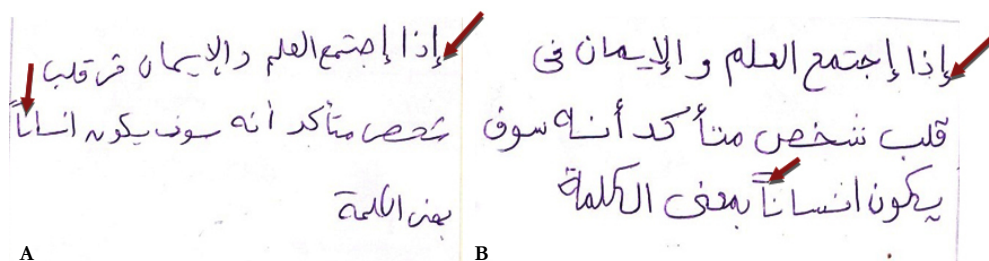 إذا إجتمع العلم والإيمان في قلب
شخص متأكد أنه سوف يكون انساناً
بمعنى الكلمة
A
إذا إجتمع العلم والإيمان في
قلب شخص متأكد أنه سوف
يكون انساناً بمعنى الكلمة
B